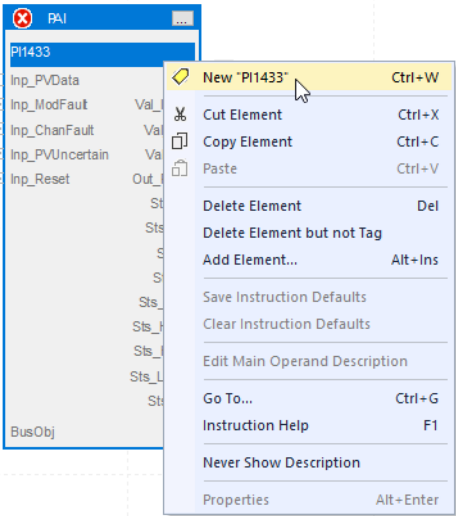 PAI
...
PI1433
Inp_PVData
Inp_ModFault
Inp_ChanFault
Inp_PVUncertain
Inp_Reset
BusObj
New "PI1433" Ctrl+W
Cut Element Ctrl+X
Copy Element Ctrl+C
Paste Ctrl+V
Delete Element Del
Delete Element but not Tag
Add Element... Alt+Ins
Save Instruction Defaults
Clear Instruction Defaults
Edit Main Operand Description
Go To... Ctrl+G
Instruction Help F1
Never Show Description
Properties Alt+Enter